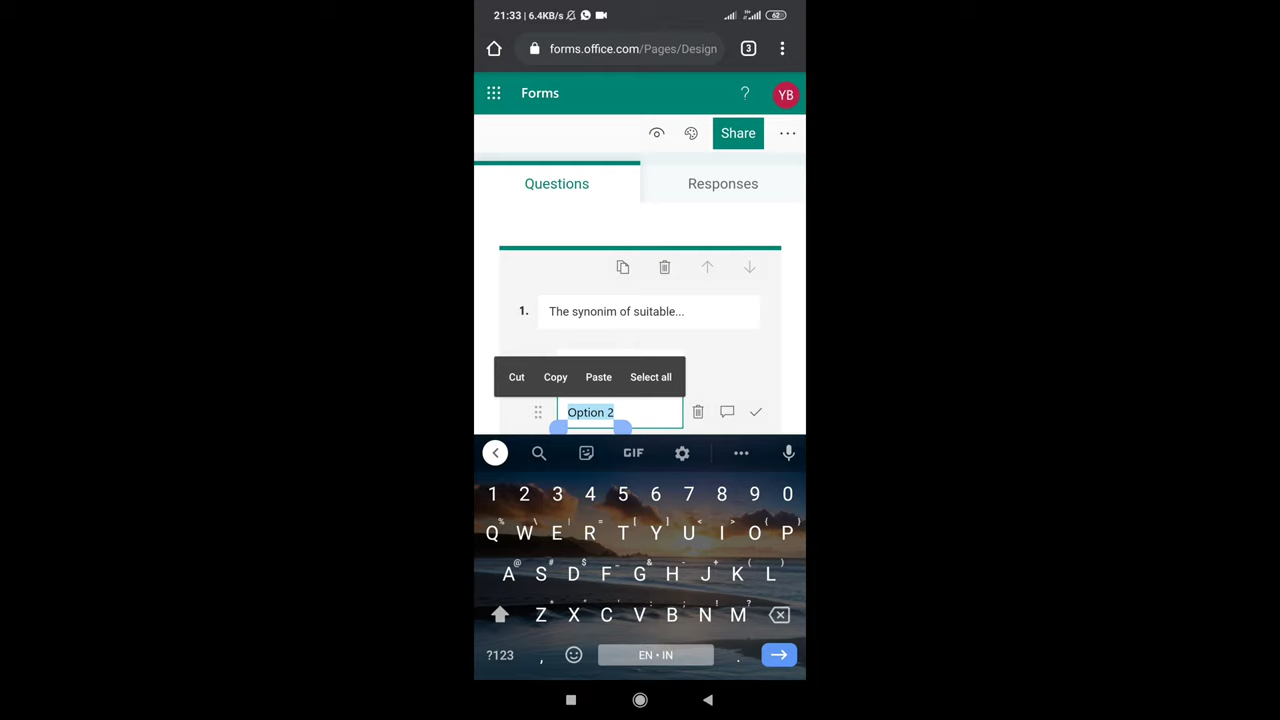 21:33 | 6.4KB/s
62
forms.office.com/Pages/Design
3
Forms
?
YB
Share
Questions
Responses
1. The synonim of suitable...
Cut Copy Paste Select all
Option 2
GIF
1 2 3 4 5 6 7 8 9 0
% \ ! = [ ] < > { }
Q W E R T Y U I O P
@ # $ _ & - + ( )
A S D F G H J K L
* " ' : ; ! ?
Z X C V B N M
?123 , EN • IN .